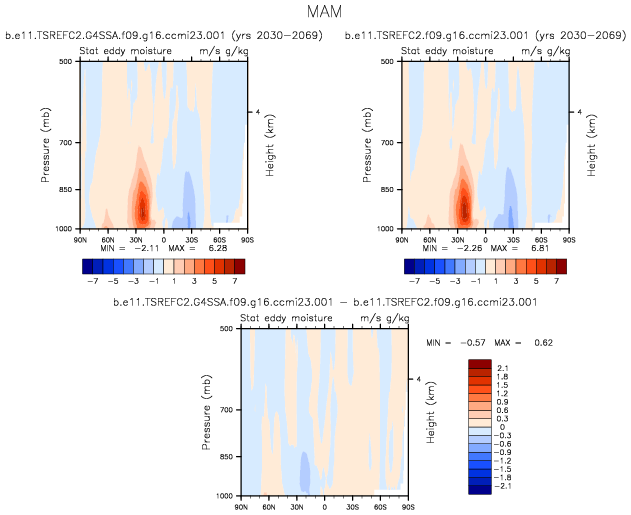 MAM
b.e11.TSREFC2.G4SSA.f09.g16.ccmi23.001 (yrs 2030-2069)
b.e11.TSREFC2.f09.g16.ccmi23.001 (yrs 2030-2069)
Stat eddy moisture m/s g/kg
Stat eddy moisture m/s g/kg
500
700
850
1000
Pressure (mb)
4
Height (km)
90N 60N 30N 0 30S 60S 90S
MIN = -2.11 MAX = 6.28
-7 -5 -3 -1 1 3 5 7
500
700
850
1000
Pressure (mb)
4
Height (km)
90N 60N 30N 0 30S 60S 90S
MIN = -2.26 MAX = 6.81
-7 -5 -3 -1 1 3 5 7
b.e11.TSREFC2.G4SSA.f09.g16.ccmi23.001 - b.e11.TSREFC2.f09.g16.ccmi23.001
Stat eddy moisture m/s g/kg
500
700
850
1000
Pressure (mb)
4
Height (km)
90N 60N 30N 0 30S 60S 90S
MIN = -0.57 MAX = 0.62
2.1
1.8
1.5
1.2
0.9
0.6
0.3
0
-0.3
-0.6
-0.9
-1.2
-1.5
-1.8
-2.1